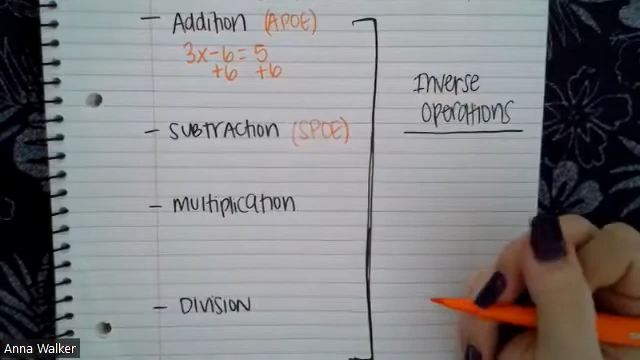 — Addition (APOE)
3x - 6 = 5
+6 +6
Inverse
Operations
— SUBTRACTION (SPOE)
— Multiplication
— DIVISION
Anna Walker